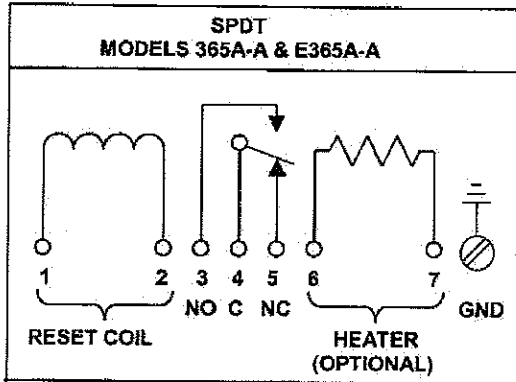 SPDT
MODELS 365A-A & E365A-A
1 2 3 4 5 6 7
NO C NC GND
RESET COIL
HEATER
(OPTIONAL)